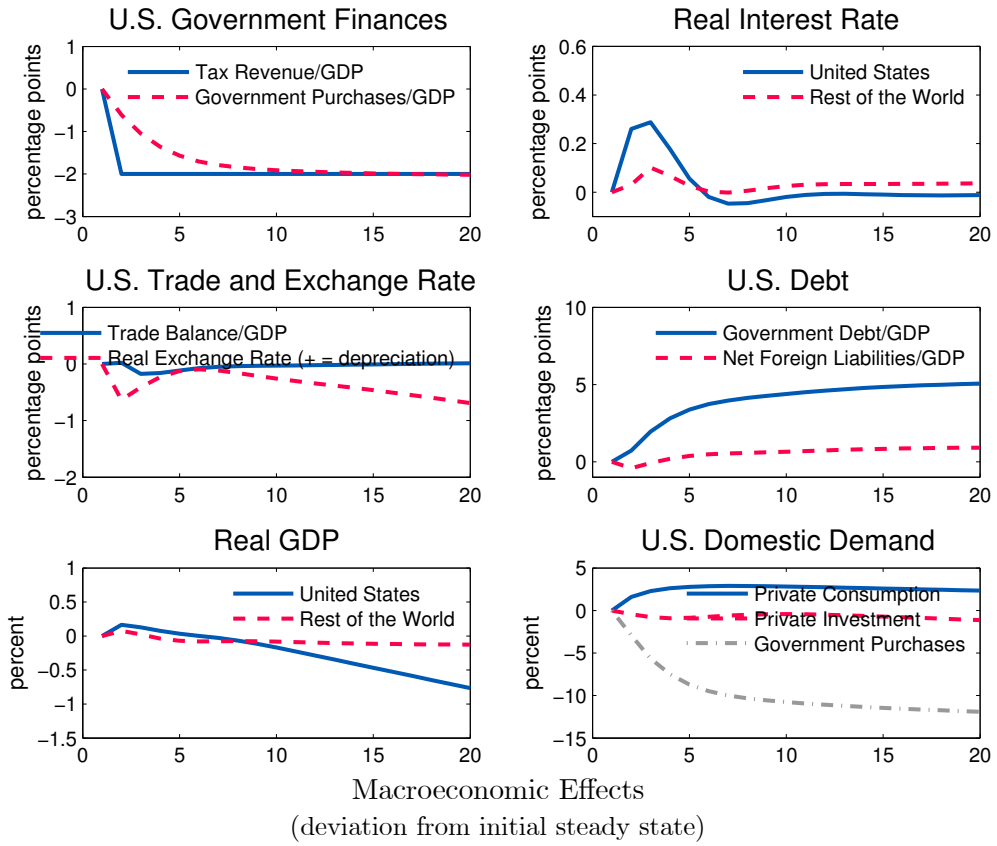 U.S. Government Finances
percentage points
1
0
−1
−2
−3
0 5 10 15 20
Tax Revenue/GDP
Government Purchases/GDP
Real Interest Rate
percentage points
0.6
0.4
0.2
0
0 5 10 15 20
United States
Rest of the World
U.S. Trade and Exchange Rate
percentage points
1
0
−1
−2
0 5 10 15 20
Trade Balance/GDP
Real Exchange Rate (+ = depreciation)
U.S. Debt
percentage points
10
5
0
0 5 10 15 20
Government Debt/GDP
Net Foreign Liabilities/GDP
Real GDP
percent
1
0.5
0
−0.5
−1
−1.5
0 5 10 15 20
United States
Rest of the World
U.S. Domestic Demand
percent
5
0
−5
−10
−15
0 5 10 15 20
Private Consumption
Private Investment
Government Purchases
Macroeconomic Effects
(deviation from initial steady state)